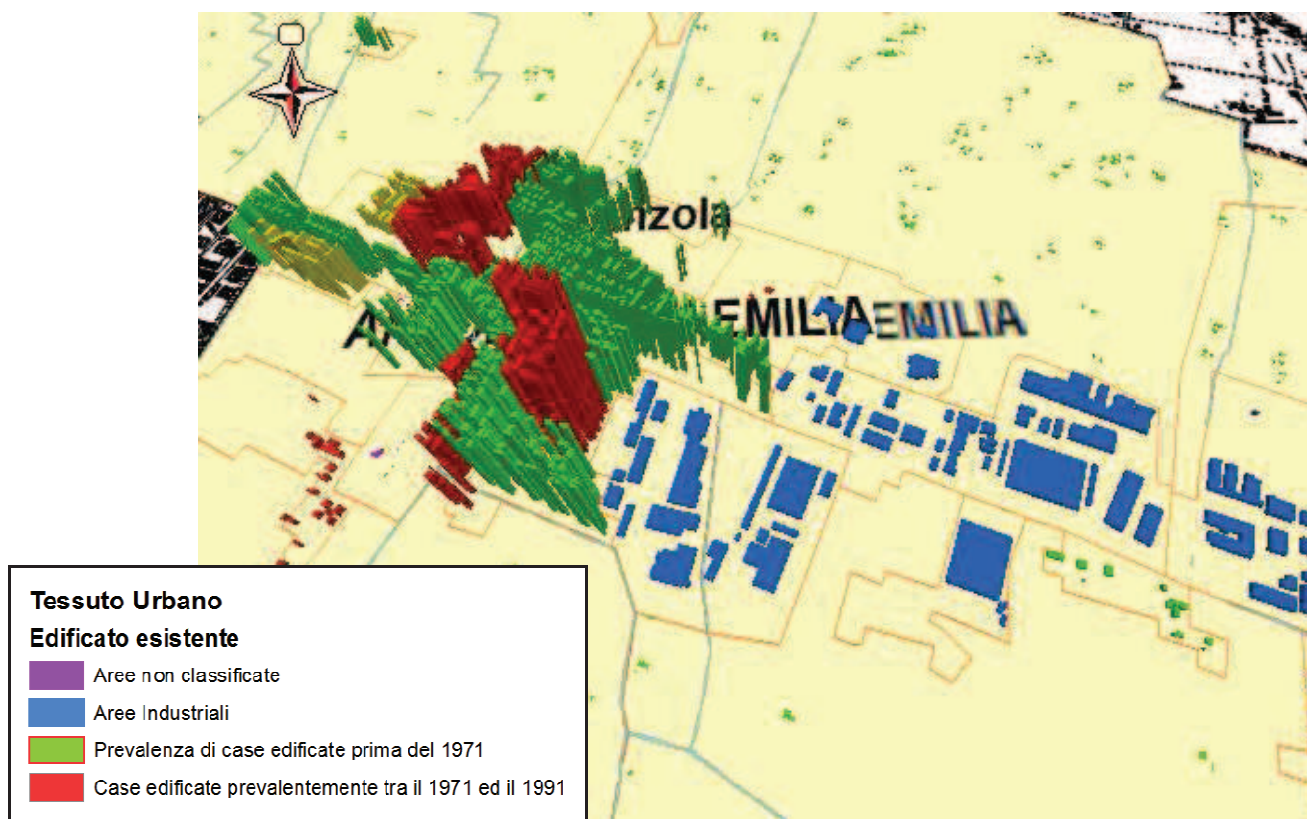 nzola
EMILIA EMILIA
Tessuto Urbano
Edificato esistente
Aree non classificate
Aree Industriali
Prevalenza di case edificate prima del 1971
Case edificate prevalentemente tra il 1971 ed il 1991